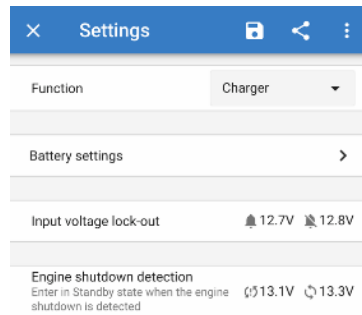 Settings
Function Charger
Battery settings
Input voltage lock-out 12.7V 12.8V
Engine shutdown detection
Enter in Standby state when the engine 13.1V 13.3V
shutdown is detected